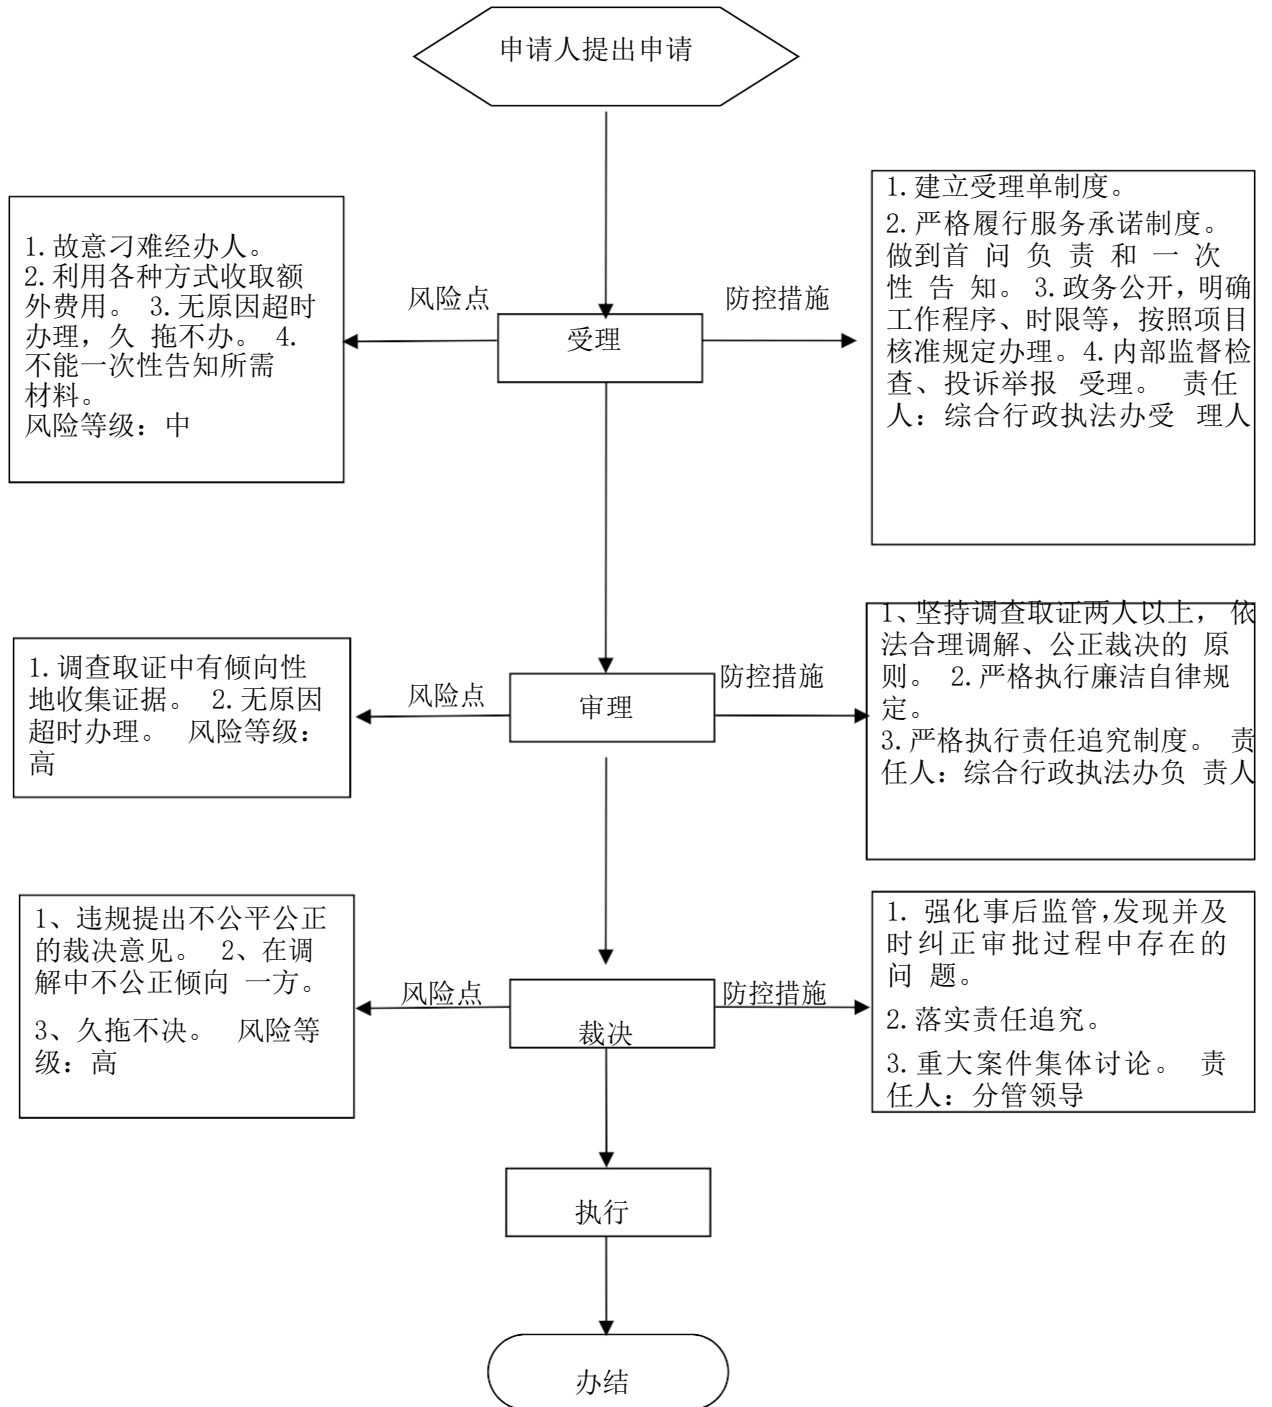 申请人提出申请
1.故意刁难经办人。
2.利用各种方式收取额
外费用。 3.无原因超时
办理，久 拖不办。 4.
不能一次性告知所需
材料。
风险等级：中
风险点
受理
防控措施
1.建立受理单制度。
2.严格履行服务承诺制度。
做到首 问 负 责 和 一 次
性 告 知。 3.政务公开，明确
工作程序、时限等，按照项目
核准规定办理。4.内部监督检
查、投诉举报 受理。 责任
人：综合行政执法办受 理人
1.调查取证中有倾向性
地收集证据。 2.无原因
超时办理。 风险等级：
高
风险点
审理
防控措施
1、坚持调查取证两人以上， 依
法合理调解、公正裁决的 原
则。 2.严格执行廉洁自律规
定。
3.严格执行责任追究制度。 责
任人：综合行政执法办负 责人
1、违规提出不公平公正
的裁决意见。 2、在调
解中不公正倾向 一方。
3、久拖不决。 风险等
级：高
风险点
裁决
防控措施
1. 强化事后监管，发现并及
时纠正审批过程中存在的
问 题。
2.落实责任追究。
3.重大案件集体讨论。 责
任人：分管领导
执行
办结